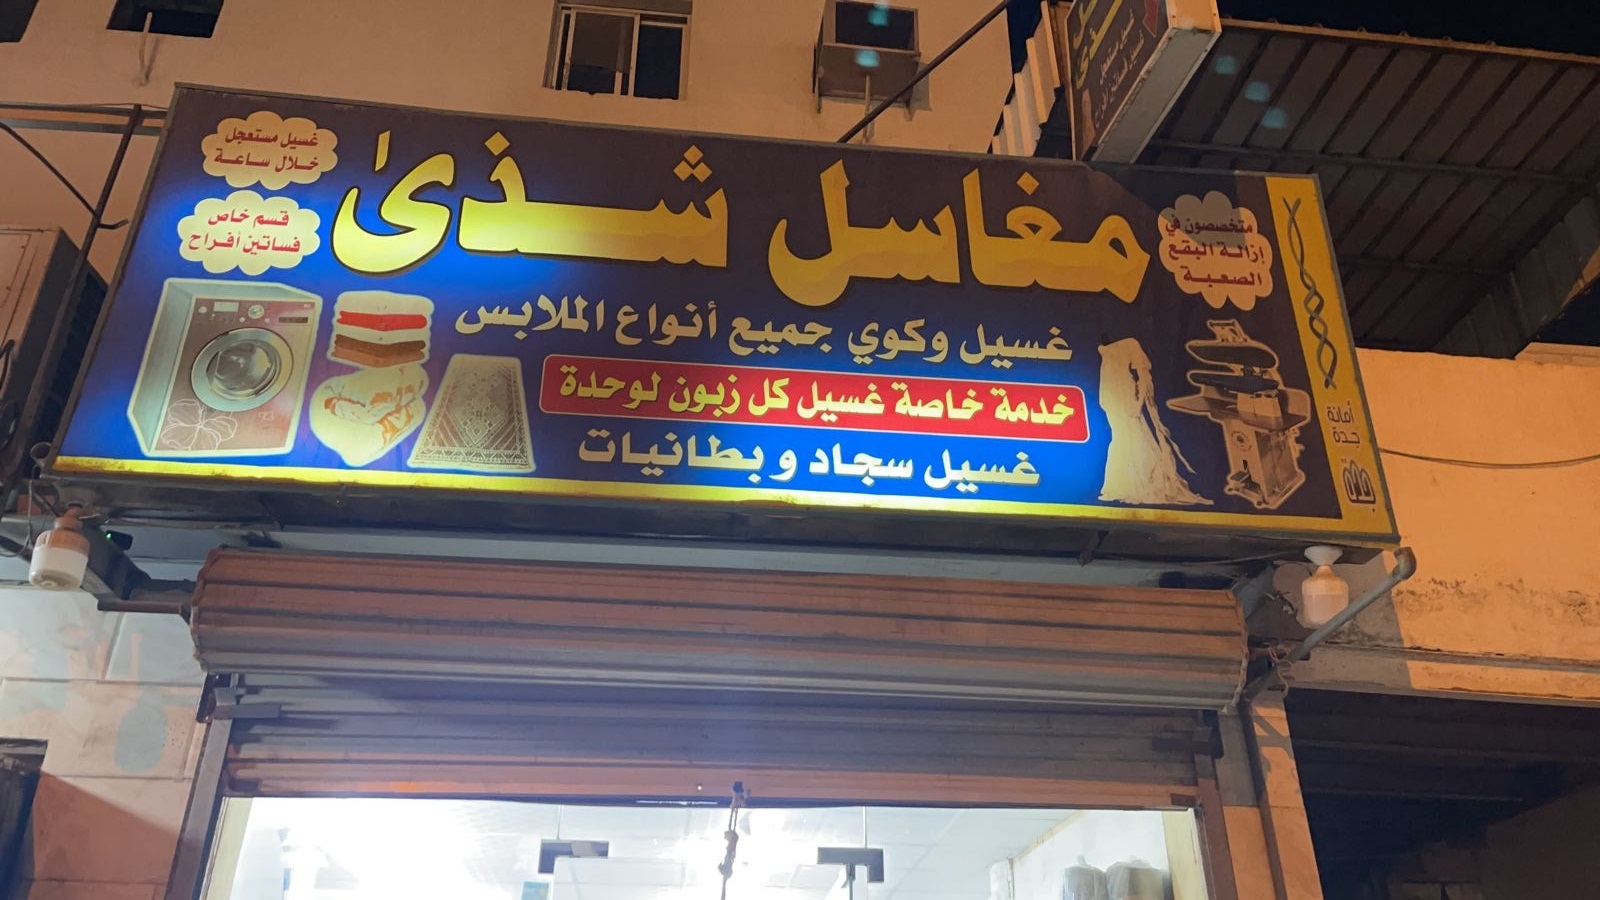 مغاسل شذى
غسيل مستعجل
خلال ساعة
قسم خاص
فساتين أفراح
متخصصون في
إزالة البقع
الصعبة
غسيل وكوي جميع أنواع الملابس
خدمة خاصة غسيل كل زبون لوحدة
غسيل سجاد و بطانيات
أمانة
جدة